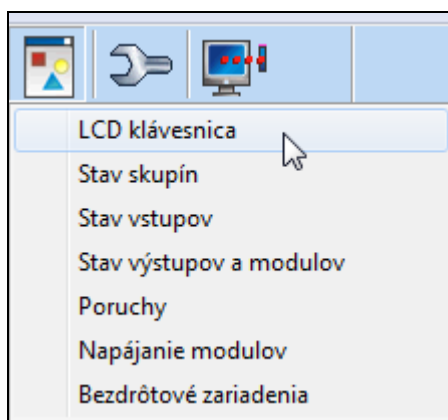 LCD klávesnica
Stav skupín
Stav vstupov
Stav výstupov a modulov
Poruchy
Napájanie modulov
Bezdrôtové zariadenia